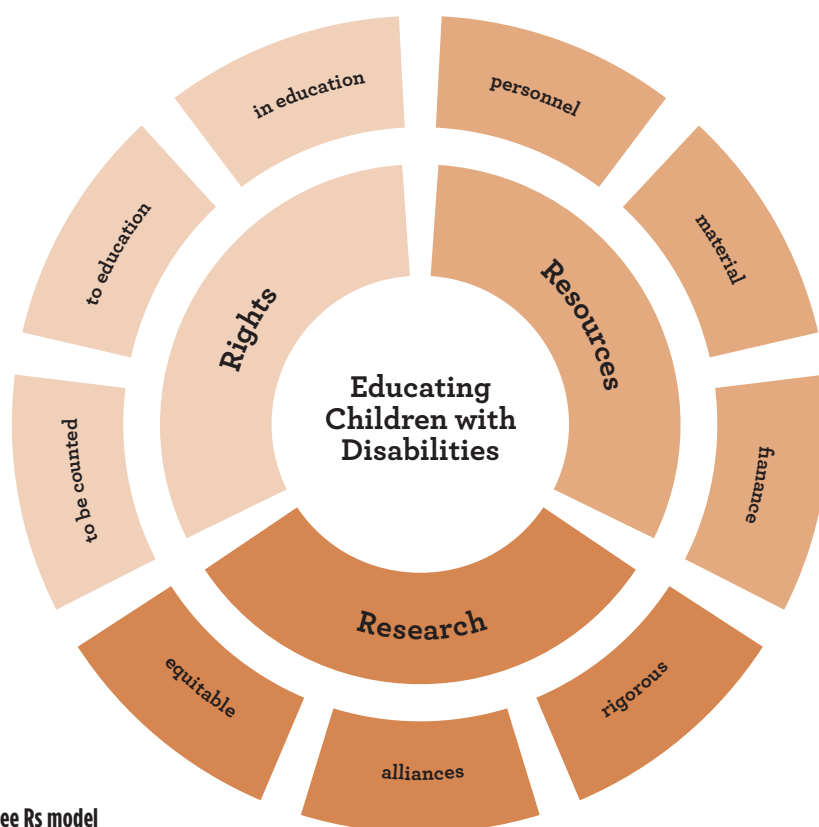 Educating
Children with
Disabilities
Rights
to be counted
to education
in education
Resources
personnel
material
fianance
Research
rigorous
alliances
equitable
ee Rs model